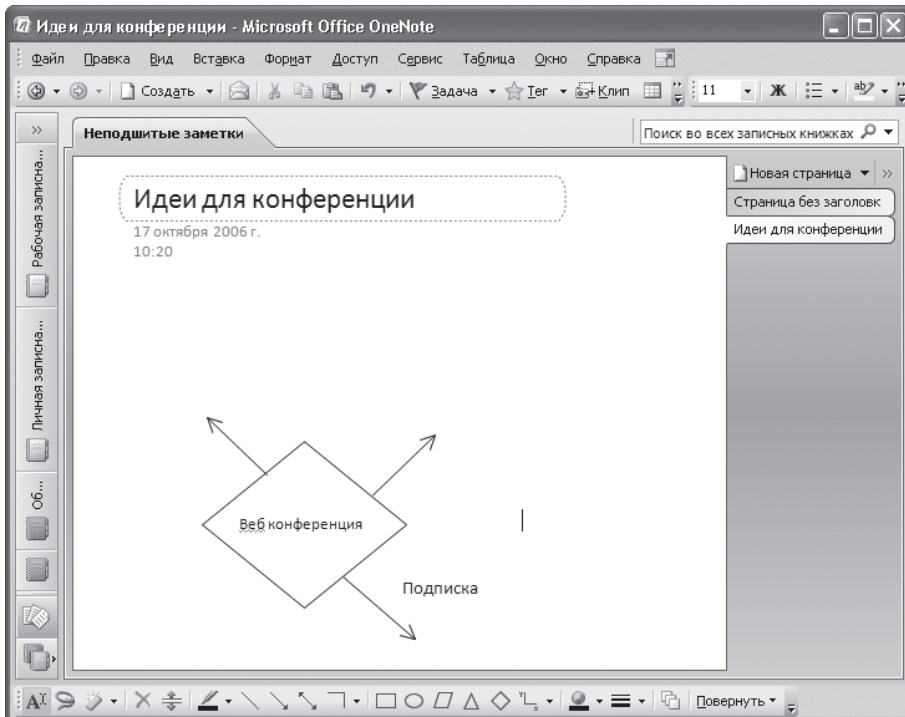 Идеи для конференции - Microsoft Office OneNote
Файл Правка Вид Вставка Формат Доступ Сервис Таблица Окно Справка
Создать Задача Тег Клип 11 Ж ab
Неподшитые заметки
Поиск во всех записных книжках
Рабочая записна...
Личная записна...
Об...
Новая страница
Страница без заголовк
Идеи для конференции
Идеи для конференции
17 октября 2006 г.
10:20
Веб конференция
Подписка
A Повернуть